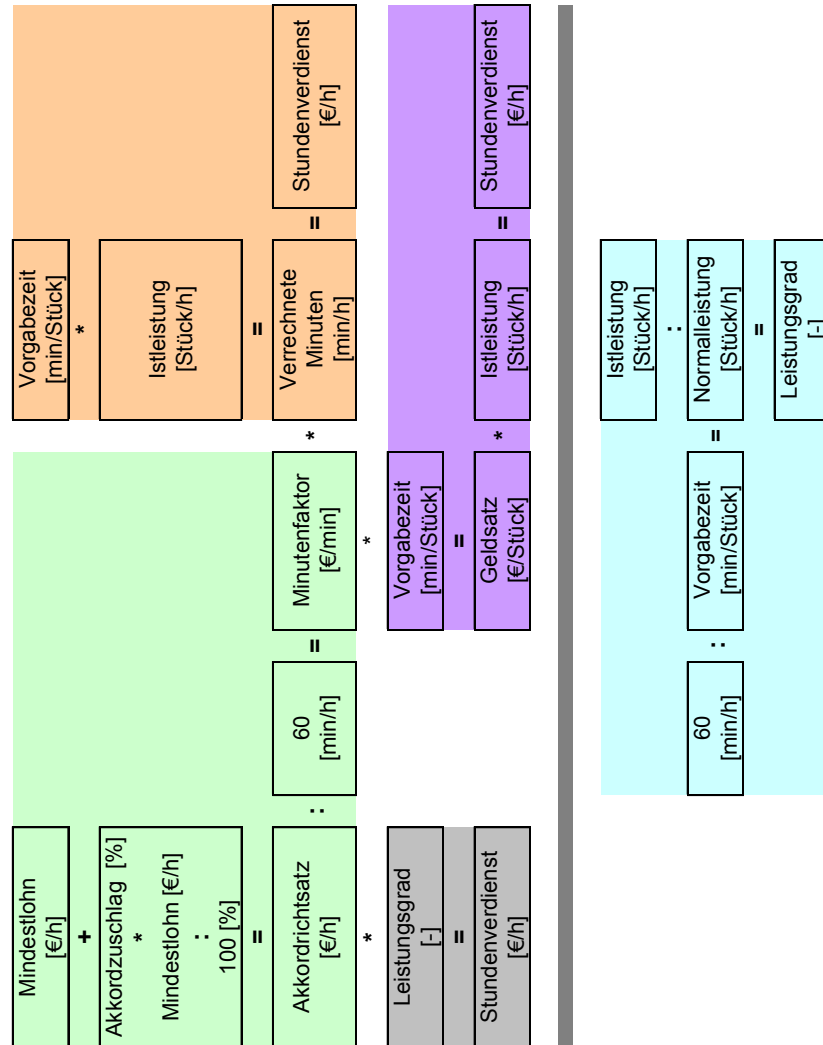 Mindestlohn
[€/h]
Vorgabezeit
[min/Stück]
+
*
Akkordzuschlag [%]
*
Mindestlohn [€/h]
:
100 [%]
Istleistung
[Stück/h]
=
=
Akkordrichtsatz
[€/h]
:
60
[min/h]
=
Minutenfaktor
[€/min]
*
Verrechnete
Minuten
[min/h]
=
Stundenverdienst
[€/h]
*
*
Leistungsgrad
[-]
Vorgabezeit
[min/Stück]
=
=
Stundenverdienst
[€/h]
Geldsatz
[€/Stück]
*
Istleistung
[Stück/h]
=
Stundenverdienst
[€/h]
Istleistung
[Stück/h]
:
60
[min/h]
:
Vorgabezeit
[min/Stück]
=
Normalleistung
[Stück/h]
=
Leistungsgrad
[-]